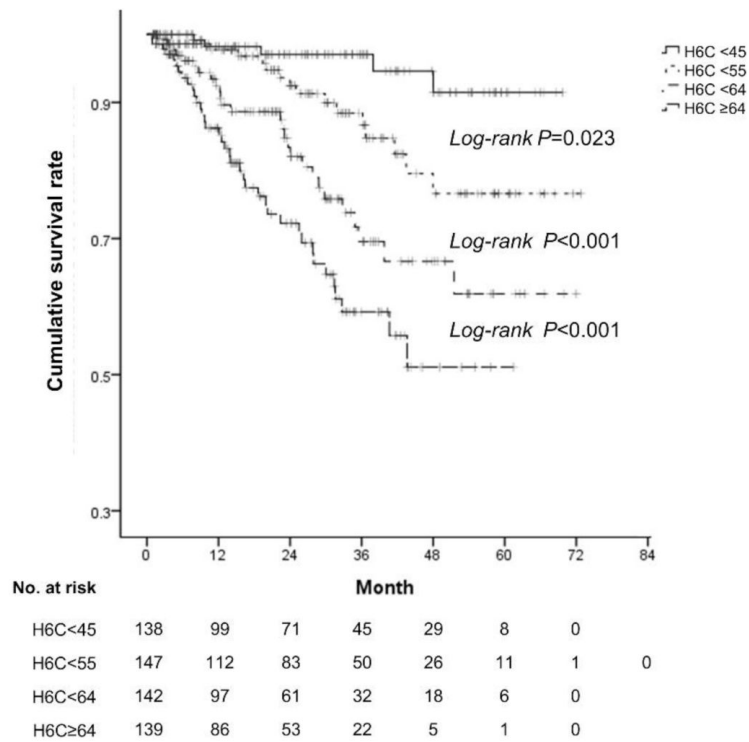 H6C <45
H6C <55
H6C <64
H6C ≥64
0.9
Log-rank P=0.023
0.7
Log-rank P<0.001
Log-rank P<0.001
0.5
0.3
Cumulative survival rate
0 12 24 36 48 60 72 84
No. at risk Month
H6C<45 138 99 71 45 29 8 0
H6C<55 147 112 83 50 26 11 1 0
H6C<64 142 97 61 32 18 6 0
H6C≥64 139 86 53 22 5 1 0